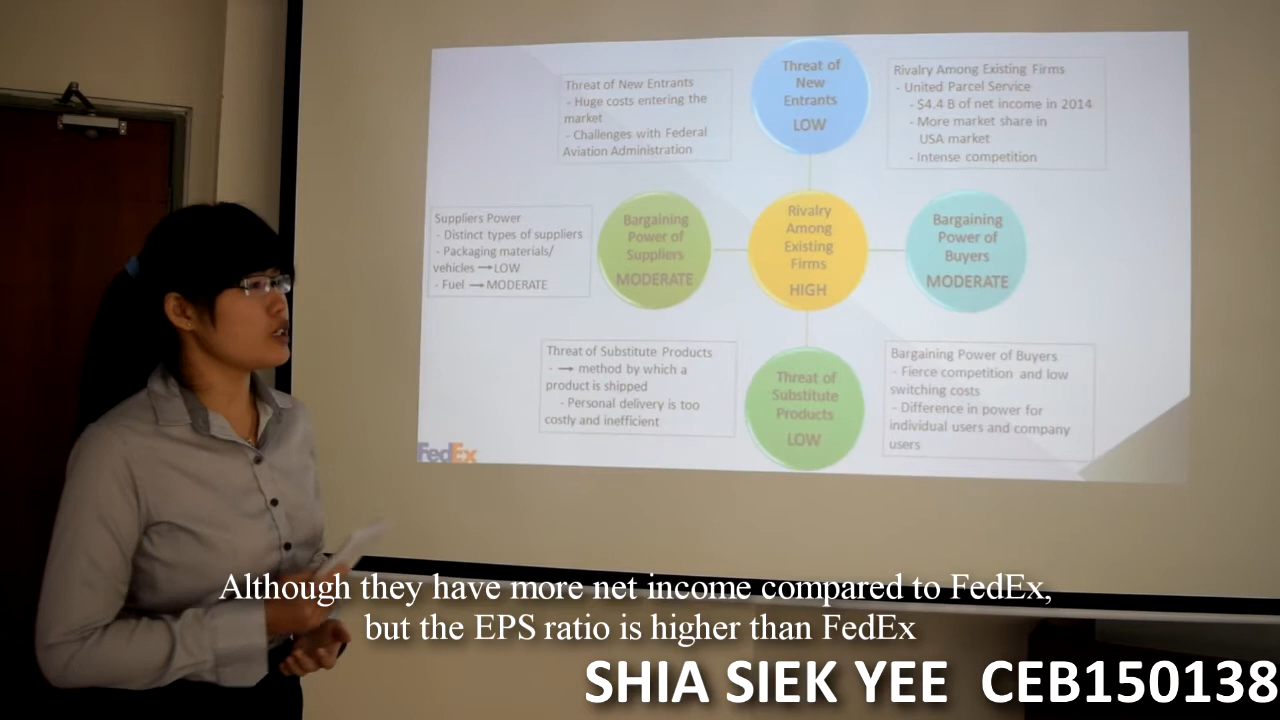 Threat of
New
Entrants
LOW
Threat of New Entrants
- Huge costs entering the
market
- Challenges with Federal
Aviation Administration
Rivalry Among Existing Firms
- United Parcel Service
- $4.4 B of net income in 2014
- More market share in
USA market
- Intense competition
Suppliers Power
- Distinct types of suppliers
- Packaging materials/
vehicles → LOW
- Fuel → MODERATE
Bargaining
Power of
Suppliers
MODERATE
Rivalry
Among
Existing
Firms
HIGH
Bargaining
Power of
Buyers
MODERATE
Threat of Substitute Products
- → method by which a
product is shipped
- Personal delivery is too
costly and inefficient
Threat of
Substitute
Products
LOW
Bargaining Power of Buyers
- Fierce competition and low
switching costs
- Difference in power for
individual users and company
users
FedEx
Although they have more net income compared to FedEx,
but the EPS ratio is higher than FedEx
SHIA SIEK YEE CEB150138